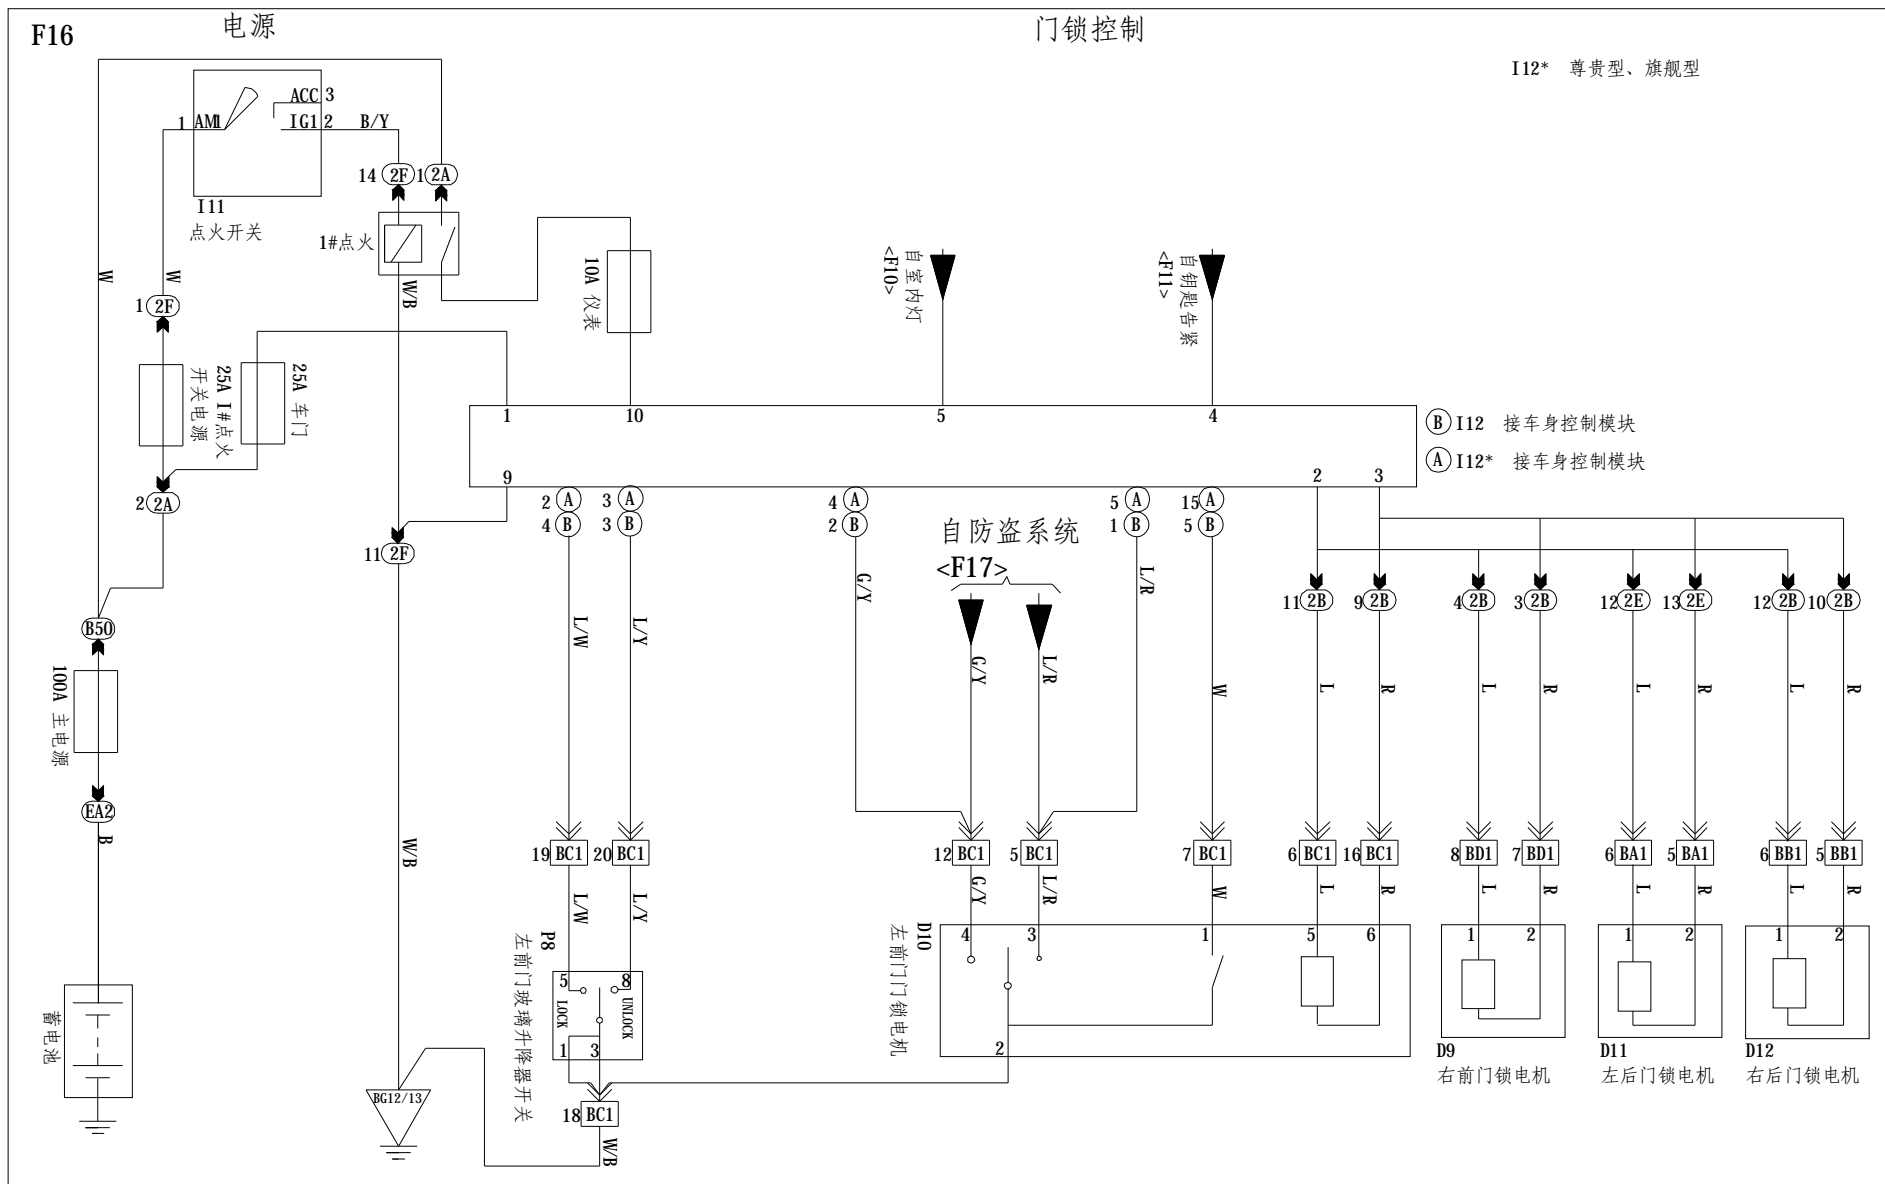 F16
电源
门锁控制
I12* 尊贵型、旗舰型
ACC 3
1 AM1
IG1 2 B/Y
14 2F 1 2A
I11
点火开关
1#点火
W
W
W/B
10A 仪表
自室内灯
<F10>
自钥匙告紧
<F11>
1 2F
25A I#点火
开关电源
25A 车门
1 10 5 4
B I12 接车身控制模块
A I12* 接车身控制模块
9 2 3
2 A 3 A 4 A 5 A 15 A
4 B 3 B 2 B 1 B 5 B
2 2A
自防盗系统
<F17>
11 2F
G/Y
L/R
11 2B 9 2B 4 2B 3 2B 12 2E 13 2E 12 2B 10 2B
B50
L/W L/Y
G/Y L/R
100A 主电源
W L R L R L R L R
EA2
B
W/B
19 BC1 20 BC1 12 BC1 5 BC1 7 BC1 6 BC1 16 BC1 8 BD1 7 BD1 6 BA1 5 BA1 6 BB1 5 BB1
L/W L/Y G/Y L/R W L R L R L R L R
P8
左前门玻璃升降器开关
D10
左前门门锁电机
4 3 1 5 6 1 2 1 2 1 2
5 8
LOCK
UNLOCK
1 3
2
D9
右前门锁电机
D11
左后门锁电机
D12
右后门锁电机
蓄电池
BG12/13
18 BC1
W/B